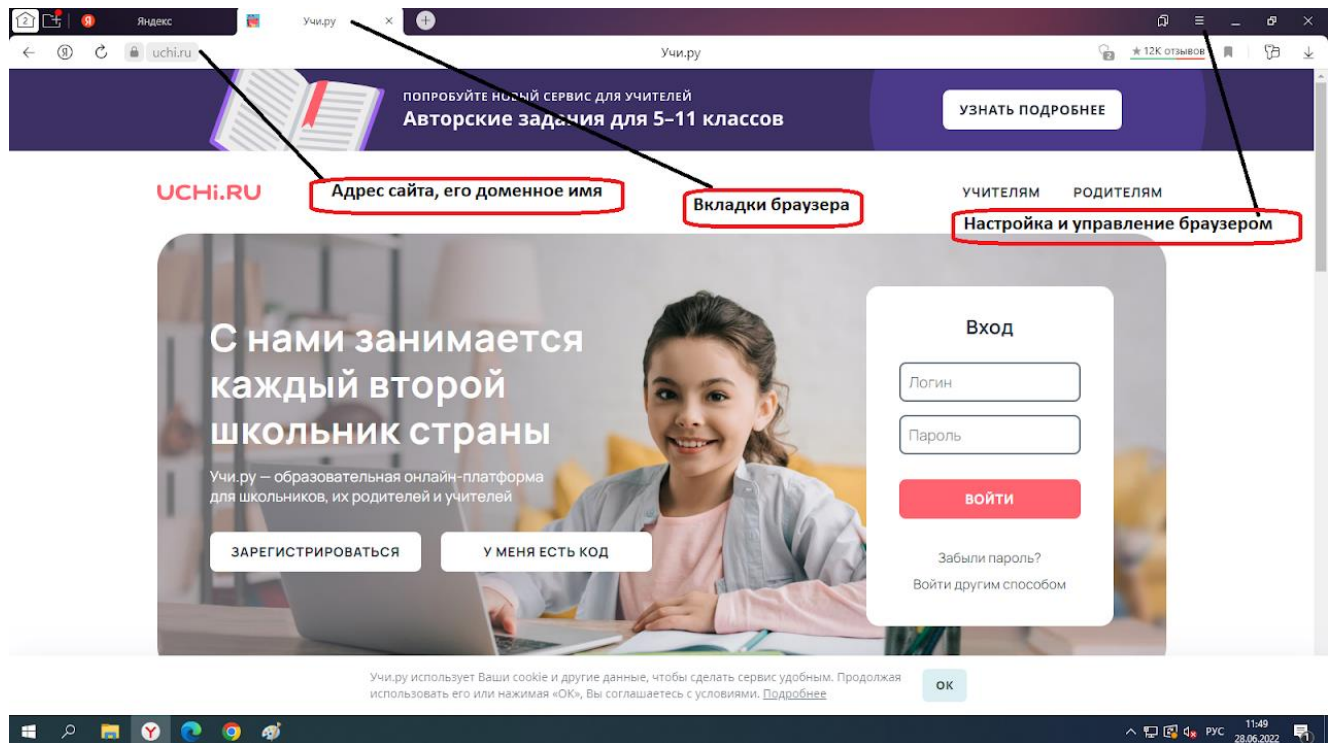 2
Я
Яндекс
Учи.ру
Я
uchi.ru
Учи.ру
2
★ 12K отзывов
ПОПРОБУЙТЕ НОВЫЙ СЕРВИС ДЛЯ УЧИТЕЛЕЙ
Авторские задания для 5–11 классов
УЗНАТЬ ПОДРОБНЕЕ
UCHi.RU
Адрес сайта, его доменное имя
Вкладки браузера
УЧИТЕЛЯМ
РОДИТЕЛЯМ
Настройка и управление браузером
С нами занимается
каждый второй
школьник страны
Учи.ру — образовательная онлайн-платформа
для школьников, их родителей и учителей
ЗАРЕГИСТРИРОВАТЬСЯ
У МЕНЯ ЕСТЬ КОД
Вход
Логин
Пароль
ВОЙТИ
Забыли пароль?
Войти другим способом
Учи.ру использует Ваши cookie и другие данные, чтобы сделать сервис удобным. Продолжая
использовать его или нажимая «ОК», Вы соглашаетесь с условиями. Подробнее
ОК
Y
РУС
11:49
28.06.2022
1